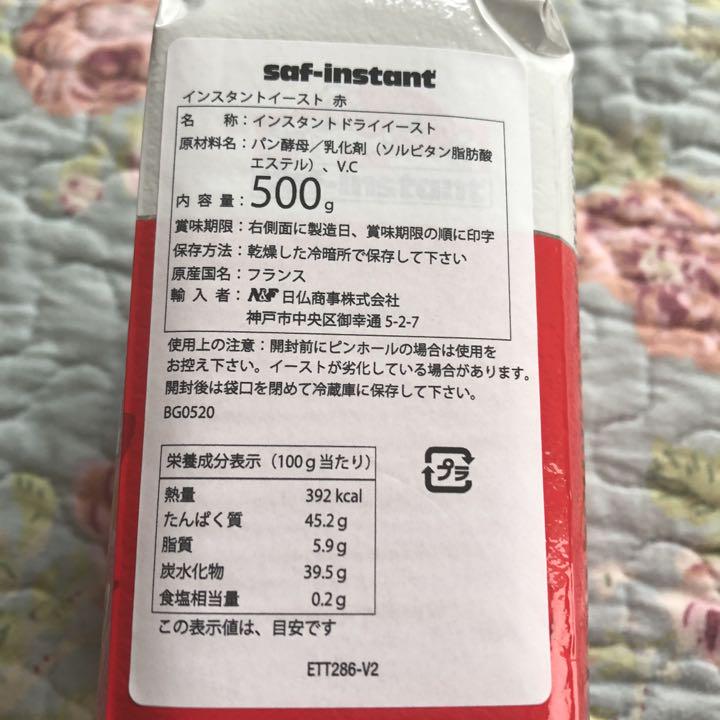 saf-instant
インスタントイースト 赤
名　称：インスタントドライイースト
原材料名：パン酵母／乳化剤（ソルビタン脂肪酸
エステル）、V.C
内容量：500g
賞味期限：右側面に製造日、賞味期限の順に印字
保存方法：乾燥した冷暗所で保存して下さい
原産国名：フランス
輸入者：N&F 日仏商事株式会社
神戸市中央区御幸通 5-2-7
使用上の注意：開封前にピンホールの場合は使用を
お控え下さい。イーストが劣化している場合があります。
開封後は袋口を閉めて冷蔵庫に保存して下さい。
BG0520
栄養成分表示（100g当たり）
熱量 392 kcal
たんぱく質 45.2 g
脂質 5.9 g
炭水化物 39.5 g
食塩相当量 0.2 g
この表示値は、目安です
プラ
ETT286-V2